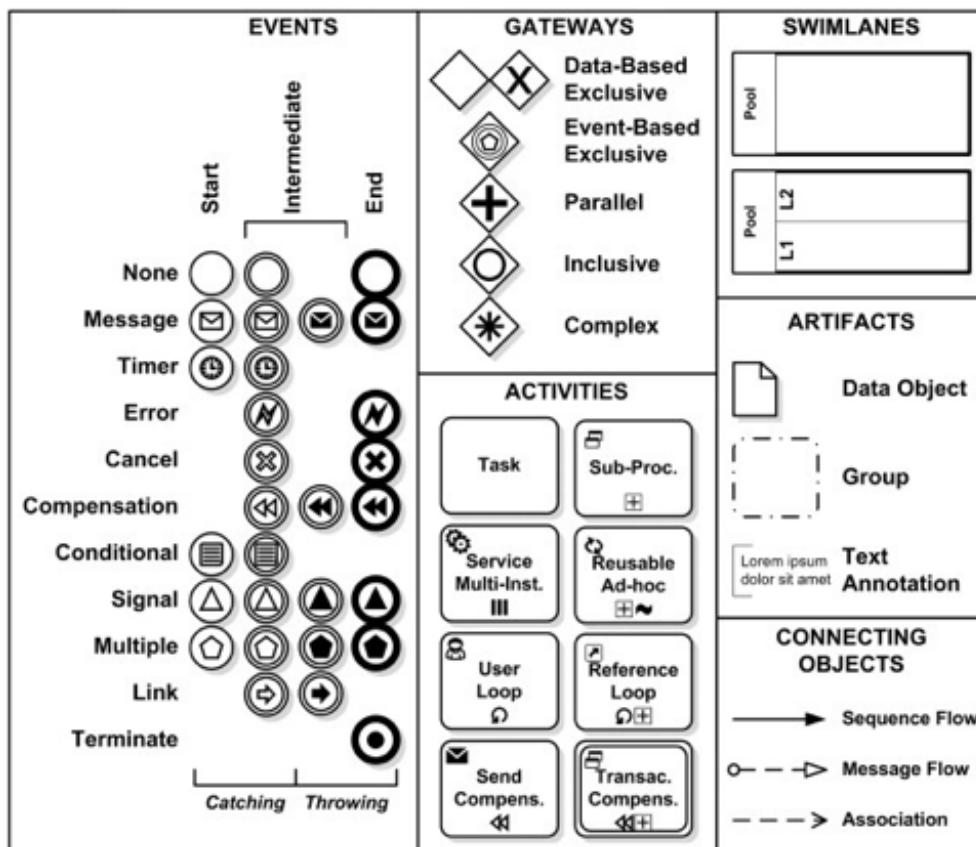 EVENTS
Start
Intermediate
End
None
Message
Timer
Error
Cancel
Compensation
Conditional
Signal
Multiple
Link
Terminate
Catching
Throwing
GATEWAYS
Data-Based
Exclusive
Event-Based
Exclusive
Parallel
Inclusive
Complex
ACTIVITIES
Task
Sub-Proc.
Service
Multi-Inst.
Reusable
Ad-hoc
User
Loop
Reference
Loop
Send
Compens.
Transac.
Compens.
SWIMLANES
Pool
Pool
L2
L1
ARTIFACTS
Data Object
Group
Lorem ipsum
dolor sit amet
Text
Annotation
CONNECTING
OBJECTS
Sequence Flow
Message Flow
Association